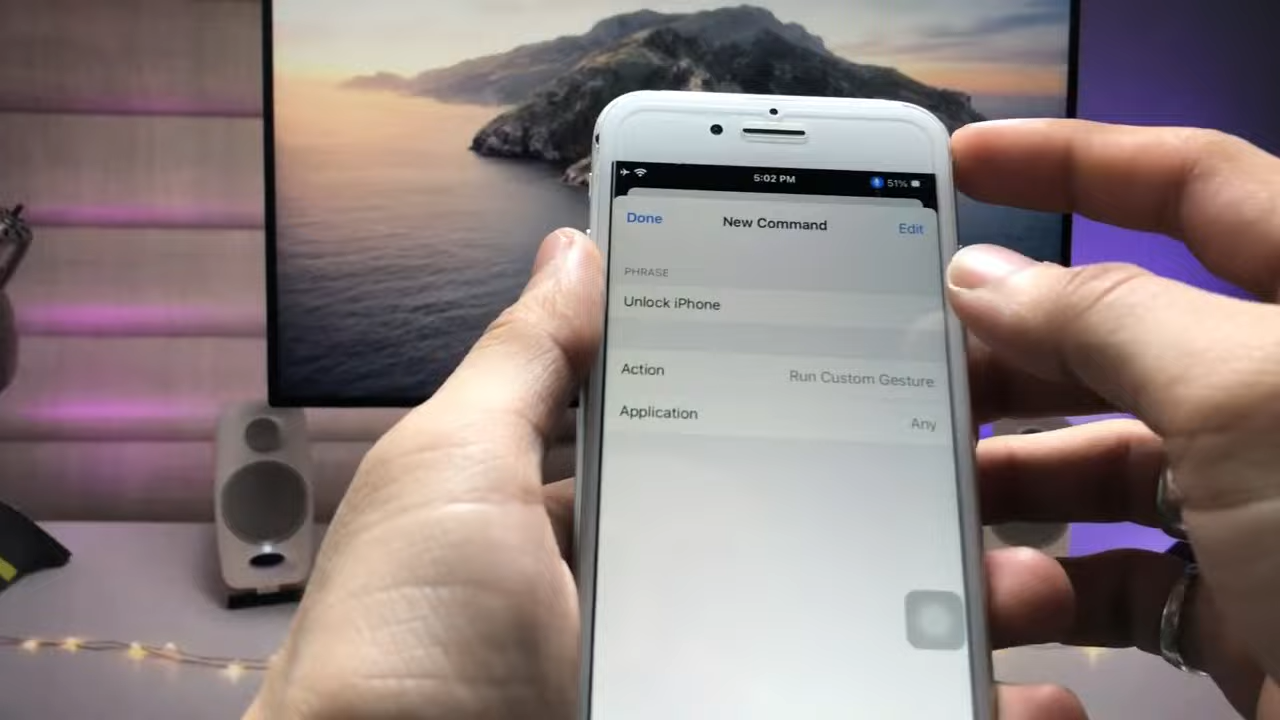 5:02 PM 51%
Done New Command Edit
PHRASE
Unlock iPhone
Action Run Custom Gesture
Application Any